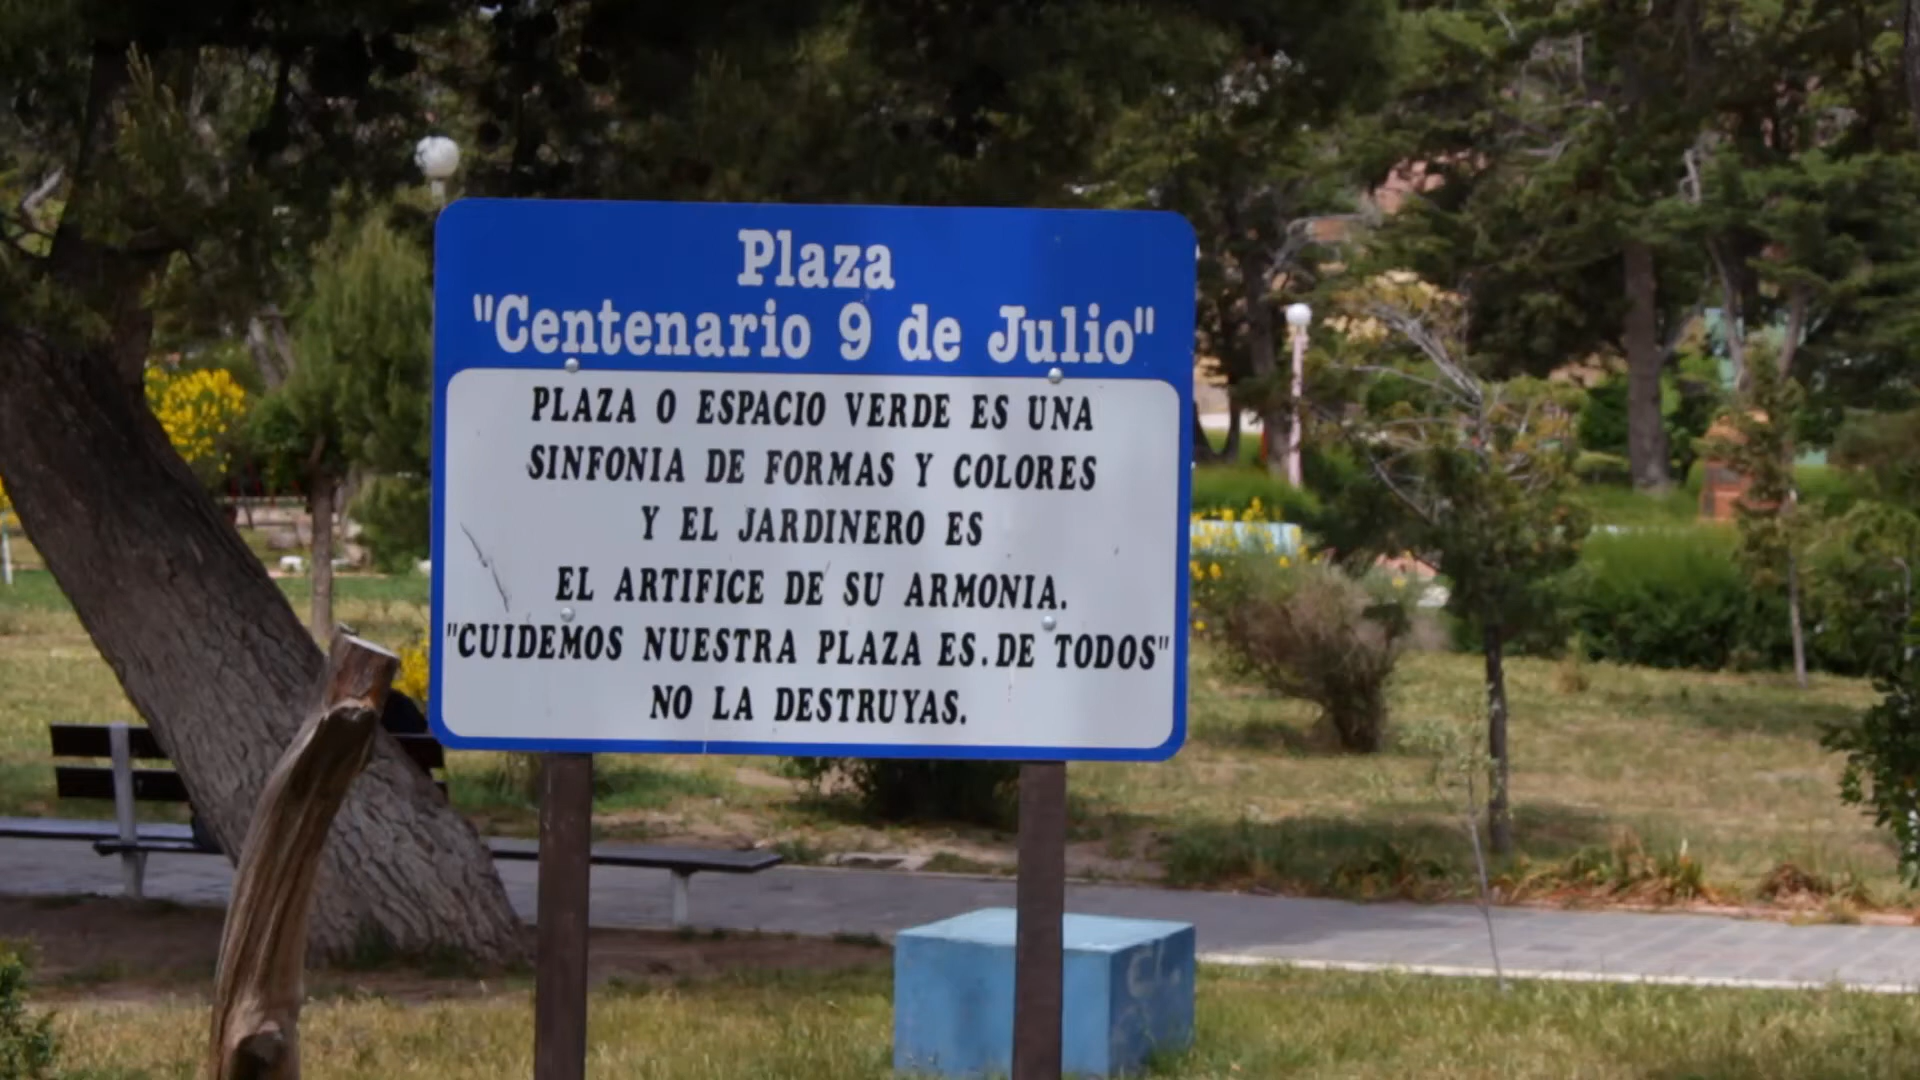 Plaza
"Centenario 9 de Julio"
PLAZA O ESPACIO VERDE ES UNA
SINFONIA DE FORMAS Y COLORES
Y EL JARDINERO ES
EL ARTIFICE DE SU ARMONIA.
"CUIDEMOS NUESTRA PLAZA ES.DE TODOS"
NO LA DESTRUYAS.